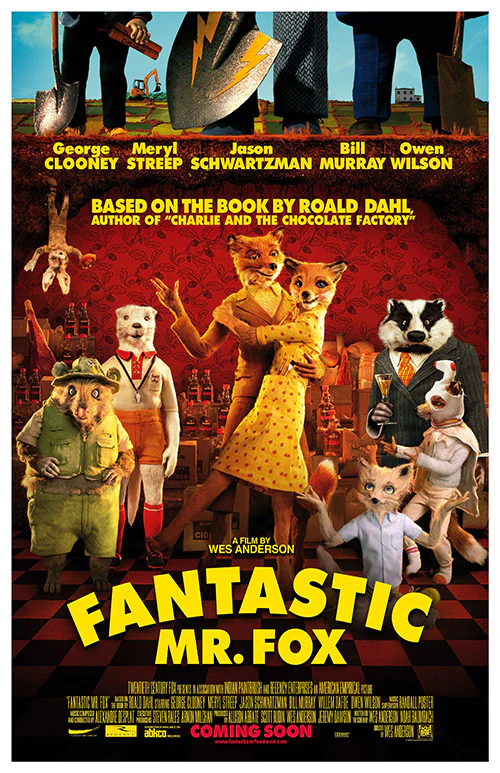 George Meryl Jason Bill Owen
CLOONEY STREEP SCHWARTZMAN MURRAY WILSON
BASED ON THE BOOK BY ROALD DAHL,
AUTHOR OF "CHARLIE AND THE CHOCOLATE FACTORY"
CID
A FILM BY
WES ANDERSON
FANTASTIC
MR. FOX
TWENTIETH CENTURY FOX PRESENTS IN ASSOCIATION WITH INDIAN PAINTBRUSH AND REGENCY ENTERPRISES AN AMERICAN EMPIRICAL PICTURE
"FANTASTIC MR. FOX" BASED ON THE BOOK BY ROALD DAHL STARRING GEORGE CLOONEY MERYL STREEP JASON SCHWARTZMAN BILL MURRAY WILLEM DAFOE OWEN WILSON MUSIC SUPERVISOR RANDALL POSTER
MUSIC COMPOSED AND CONDUCTED BY ALEXANDRE DESPLAT EXECUTIVE PRODUCERS STEVEN RALES ARNON MILCHAN PRODUCED BY ALLISON ABBATE SCOTT RUDIN WES ANDERSON JEREMY DAWSON WRITTEN BY WES ANDERSON & NOAH BAUMBACH
abkco
COMING SOON
DIRECTED BY WES ANDERSON
www.fantasticmrfoxmovie.com